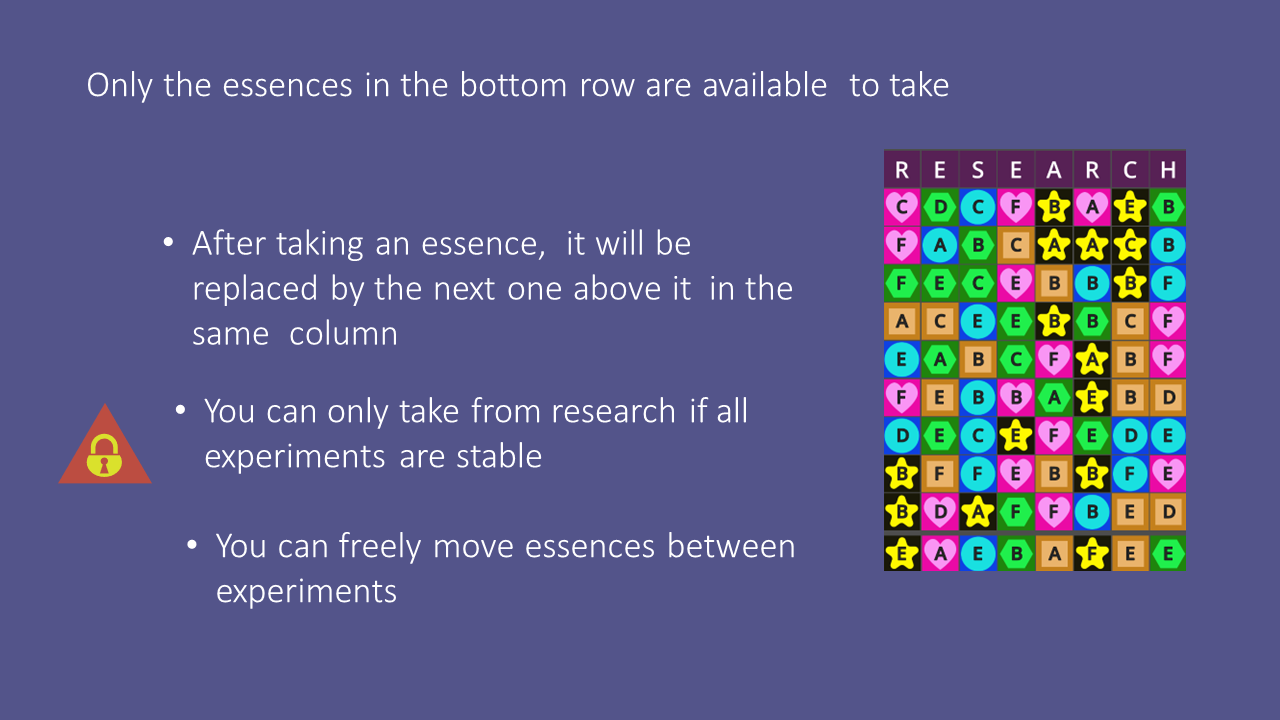 Only the essences in the bottom row are available to take
• After taking an essence, it will be
replaced by the next one above it in the
same column
• You can only take from research if all
experiments are stable
• You can freely move essences between
experiments
R E S E A R C H
C D C F B A E B
F A B C A A C B
F E C E B B B F
A C E E B B C F
E A B C F A B F
F E B B A E B D
D E C E F E D E
B F F E B B F E
B D A F F B E D
E A E B A F E E